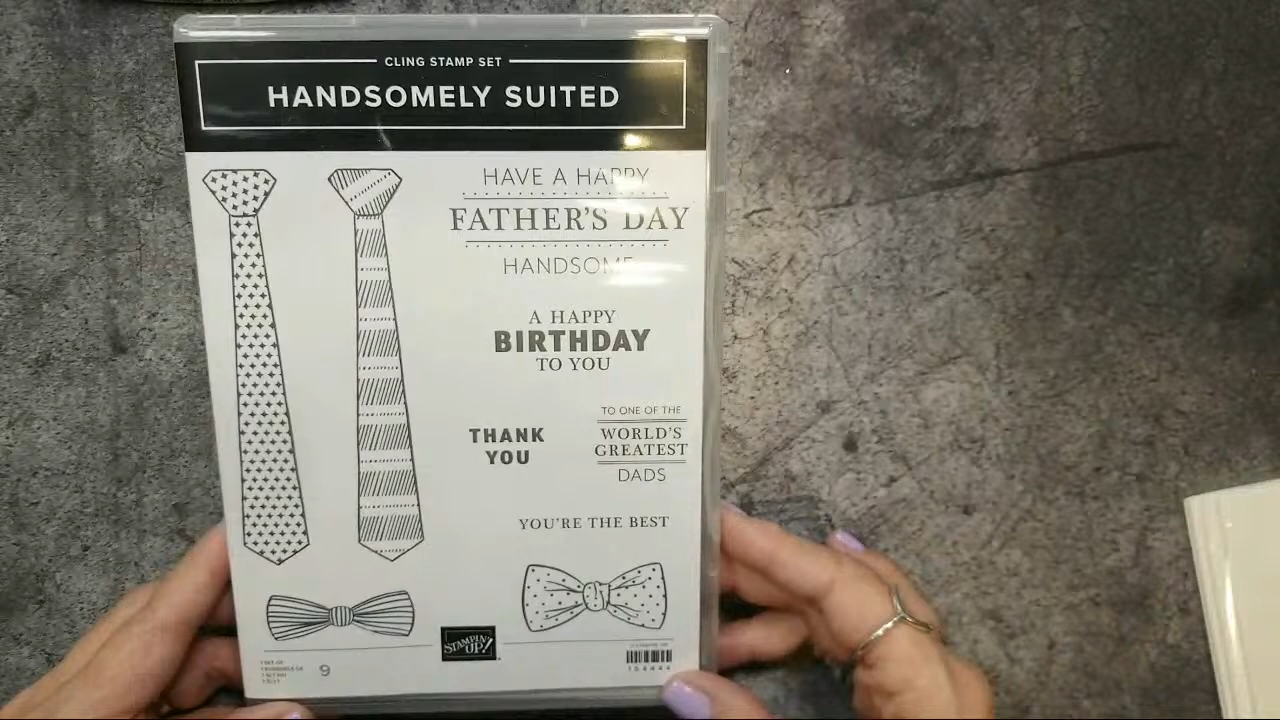 CLING STAMP SET
HANDSOMELY SUITED
HAVE A HAPPY
FATHER'S DAY
HANDSOME
A HAPPY
BIRTHDAY
TO YOU
THANK
YOU
TO ONE OF THE
WORLD'S
GREATEST
DADS
YOU'RE THE BEST
STAMPIN' UP!
9